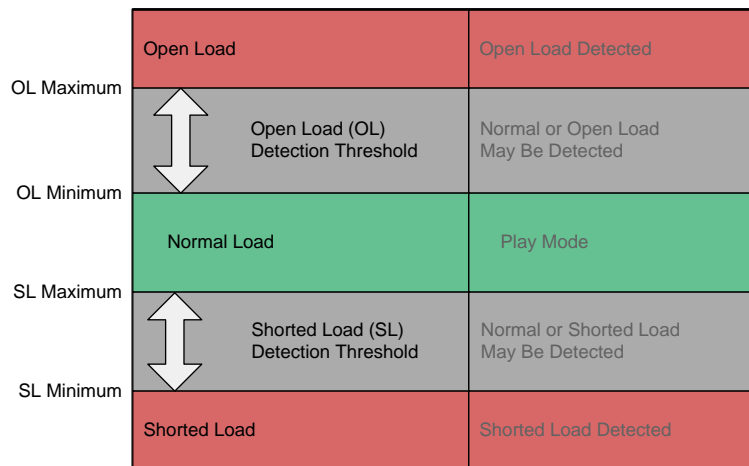 Open Load
Open Load Detected
OL Maximum
Open Load (OL)
Detection Threshold
Normal or Open Load
May Be Detected
OL Minimum
Normal Load
Play Mode
SL Maximum
Shorted Load (SL)
Detection Threshold
Normal or Shorted Load
May Be Detected
SL Minimum
Shorted Load
Shorted Load Detected